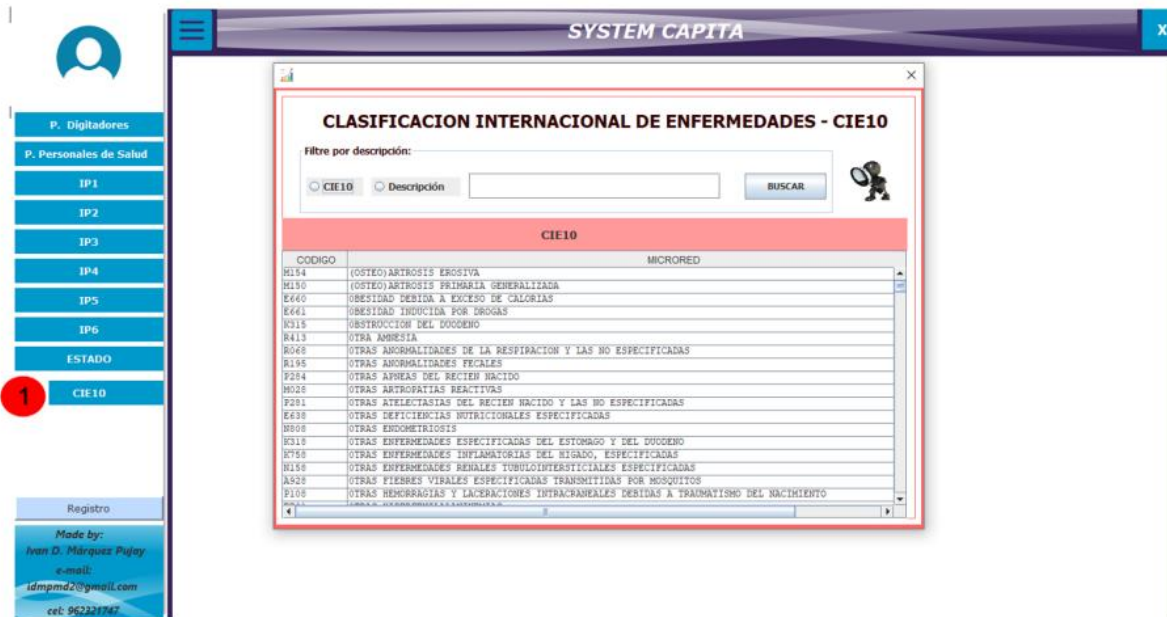 SYSTEM CAPITA
X
P. Digitadores
P. Personales de Salud
IP1
IP2
IP3
IP4
IP5
IP6
ESTADO
1
CIE10
Registro
Made by:
Ivan D. Márquez Pujay
e-mail:
idmpmd2@gmail.com
cel: 962321747
CLASIFICACION INTERNACIONAL DE ENFERMEDADES - CIE10
Filtre por descripción:
CIE10 Descripción BUSCAR
CIE10
CODIGO MICRORED
M154 (OSTEO)ARTROSIS EROSIVA
M150 (OSTEO)ARTROSIS PRIMARIA GENERALIZADA
E660 OBESIDAD DEBIDA A EXCESO DE CALORIAS
E661 OBESIDAD INDUCIDA POR DROGAS
K315 OBSTRUCCION DEL DUODENO
R413 OTRA AMNESIA
R068 OTRAS ANORMALIDADES DE LA RESPIRACION Y LAS NO ESPECIFICADAS
R195 OTRAS ANORMALIDADES FECALES
P284 OTRAS APNEAS DEL RECIEN NACIDO
M028 OTRAS ARTROPATIAS REACTIVAS
P281 OTRAS ATELECTASIAS DEL RECIEN NACIDO Y LAS NO ESPECIFICADAS
E638 OTRAS DEFICIENCIAS NUTRICIONALES ESPECIFICADAS
N808 OTRAS ENDOMETRIOSIS
K318 OTRAS ENFERMEDADES ESPECIFICADAS DEL ESTOMAGO Y DEL DUODENO
K758 OTRAS ENFERMEDADES INFLAMATORIAS DEL HIGADO, ESPECIFICADAS
N158 OTRAS ENFERMEDADES RENALES TUBULOINTERSTICIALES ESPECIFICADAS
A928 OTRAS FIEBRES VIRALES ESPECIFICADAS TRANSMITIDAS POR MOSQUITOS
P108 OTRAS HEMORRAGIAS Y LACERACIONES INTRACRANEALES DEBIDAS A TRAUMATISMO DEL NACIMIENTO